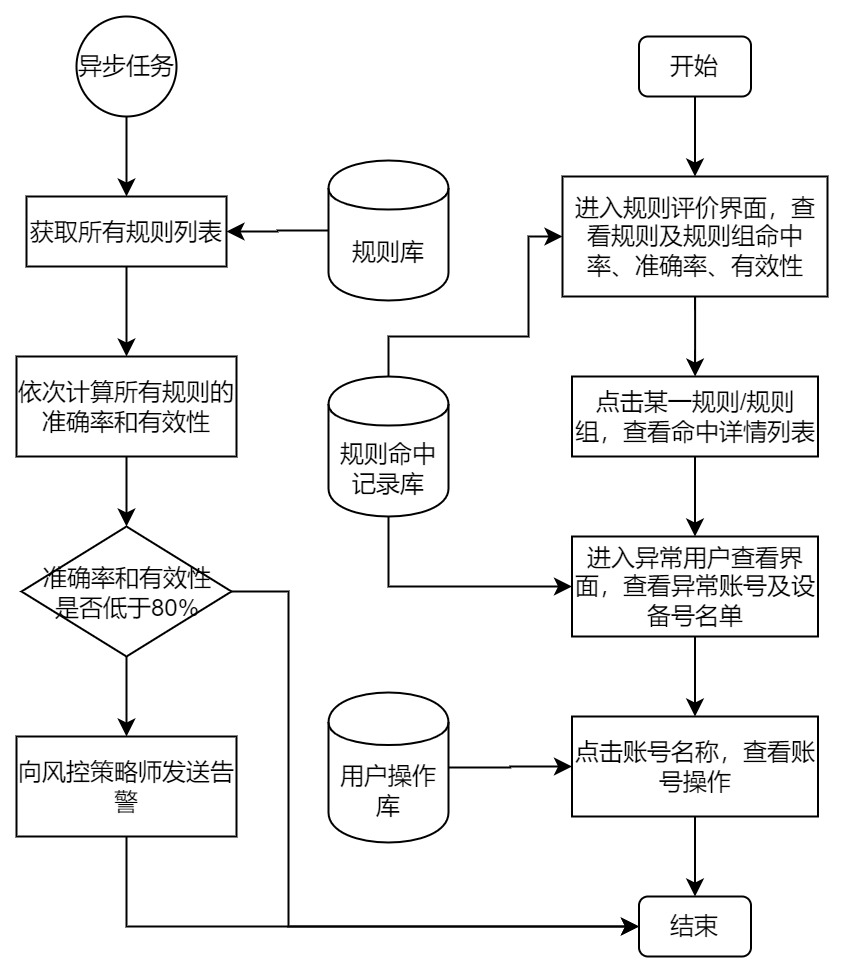 异步任务
开始
获取所有规则列表
规则库
进入规则评价界面，查
看规则及规则组命中
率、准确率、有效性
依次计算所有规则的
准确率和有效性
规则命中
记录库
点击某一规则/规则
组，查看命中详情列表
准确率和有效性
是否低于80%
进入异常用户查看界
面，查看异常账号及设
备号名单
向风控策略师发送告
警
用户操作
库
点击账号名称，查看账
号操作
结束